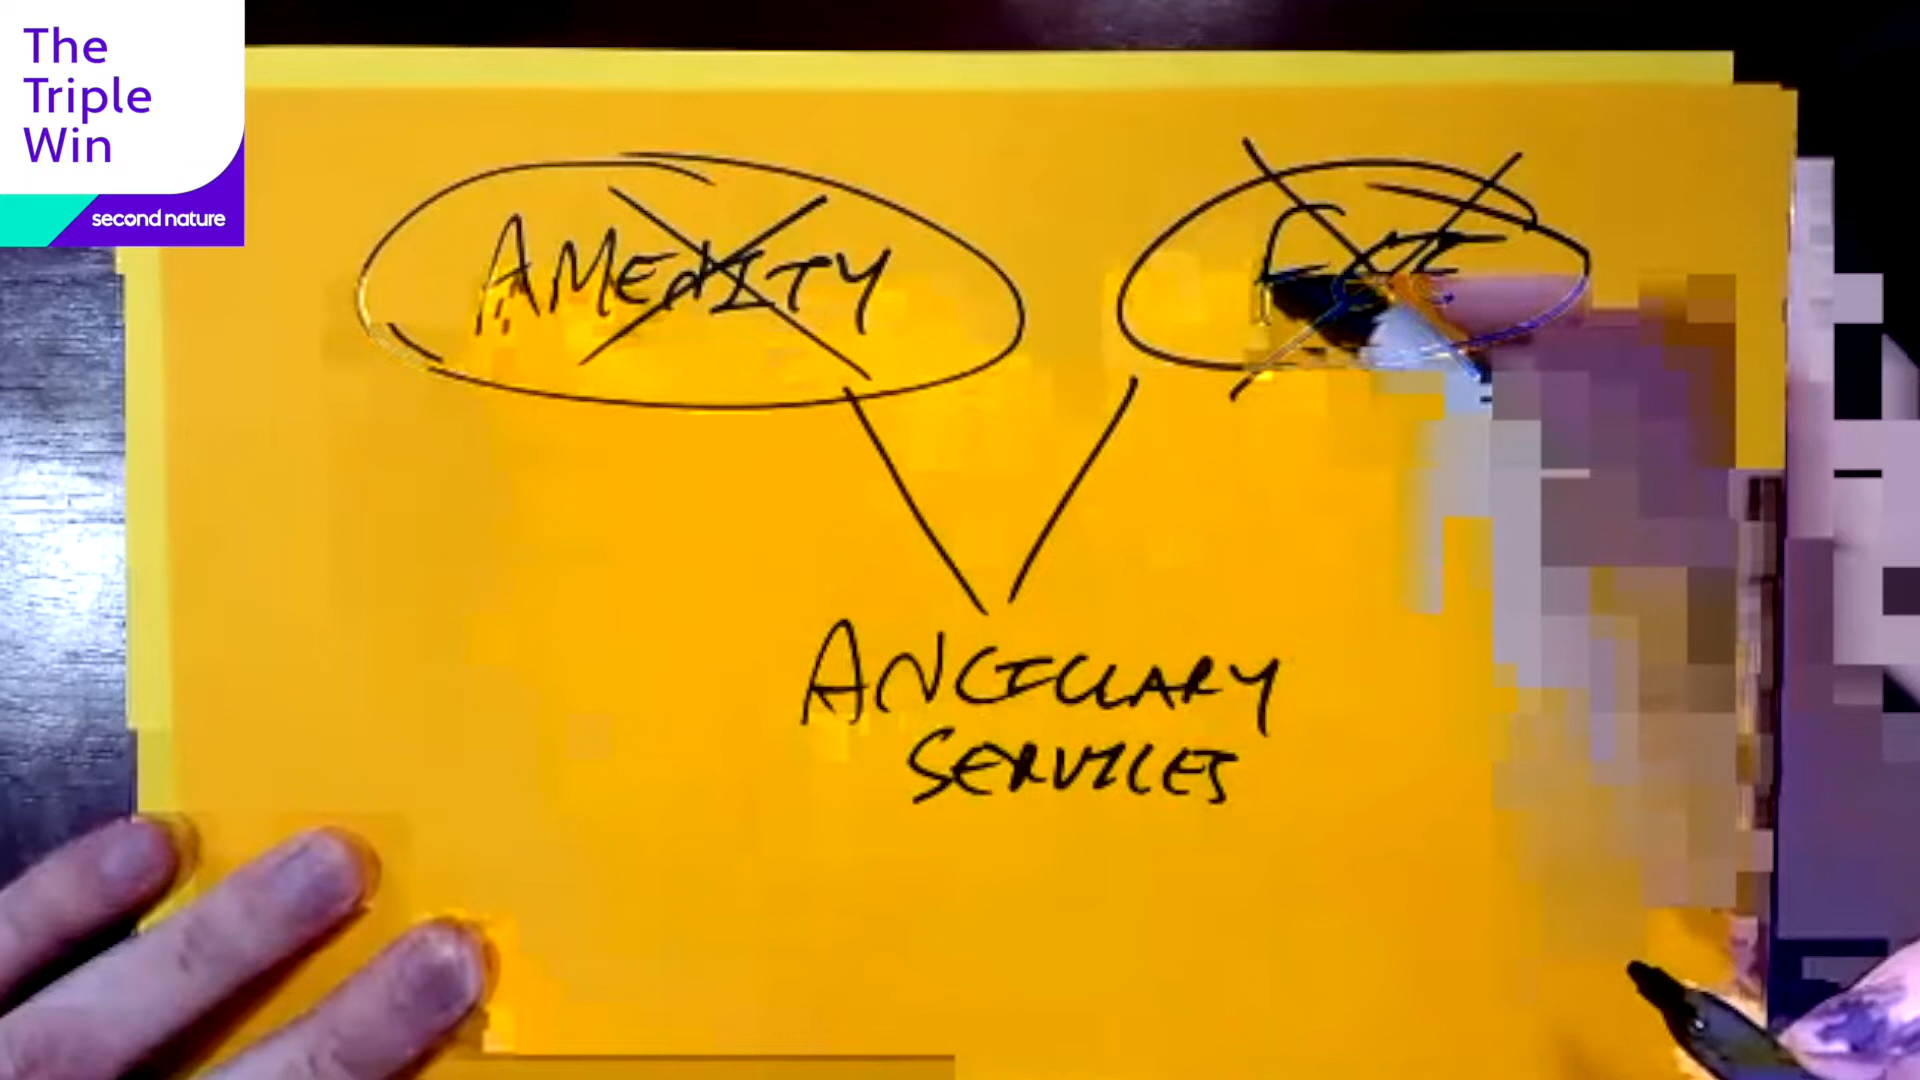 The
Triple
Win
second nature
AMENITY
ANCILLARY
SERVICES